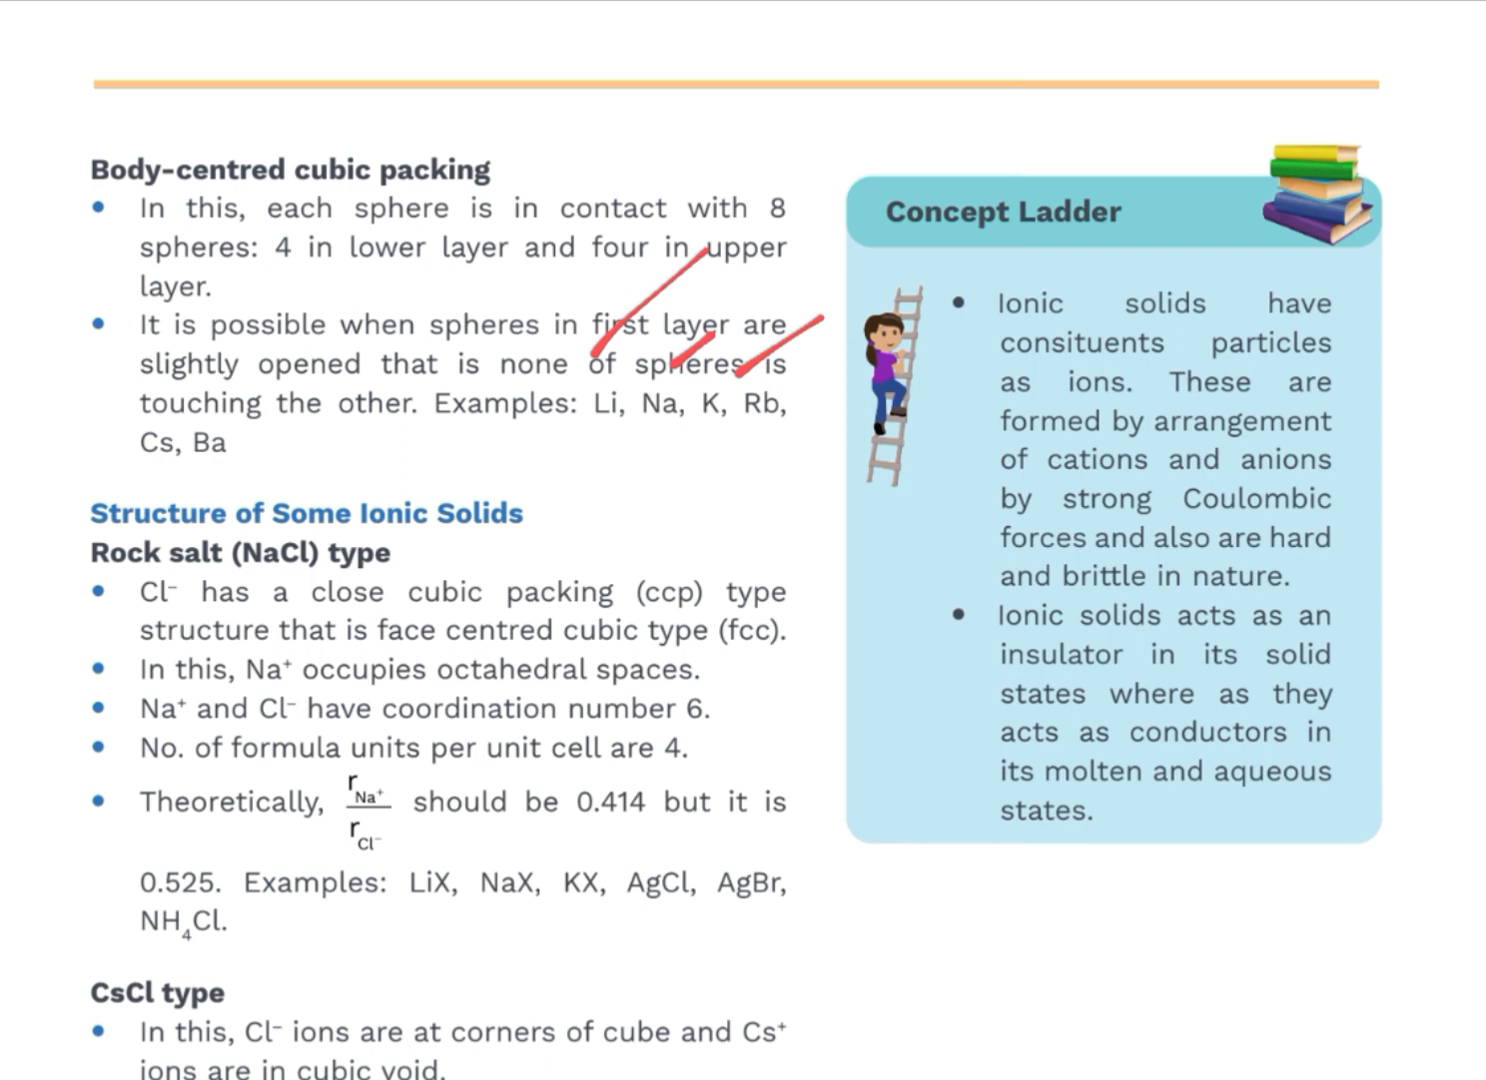 Body-centred cubic packing
• In this, each sphere is in contact with 8
spheres: 4 in lower layer and four in upper
layer.
• It is possible when spheres in first layer are
slightly opened that is none of spheres is
touching the other. Examples: Li, Na, K, Rb,
Cs, Ba
Structure of Some Ionic Solids
Rock salt (NaCl) type
• Cl⁻ has a close cubic packing (ccp) type
structure that is face centred cubic type (fcc).
• In this, Na⁺ occupies octahedral spaces.
• Na⁺ and Cl⁻ have coordination number 6.
• No. of formula units per unit cell are 4.
• Theoretically, r_Na⁺ / r_Cl⁻ should be 0.414 but it is
0.525. Examples: LiX, NaX, KX, AgCl, AgBr,
NH₄Cl.
CsCl type
• In this, Cl⁻ ions are at corners of cube and Cs⁺
ions are in cubic void.
Concept Ladder
• Ionic solids have
consituents particles
as ions. These are
formed by arrangement
of cations and anions
by strong Coulombic
forces and also are hard
and brittle in nature.
• Ionic solids acts as an
insulator in its solid
states where as they
acts as conductors in
its molten and aqueous
states.